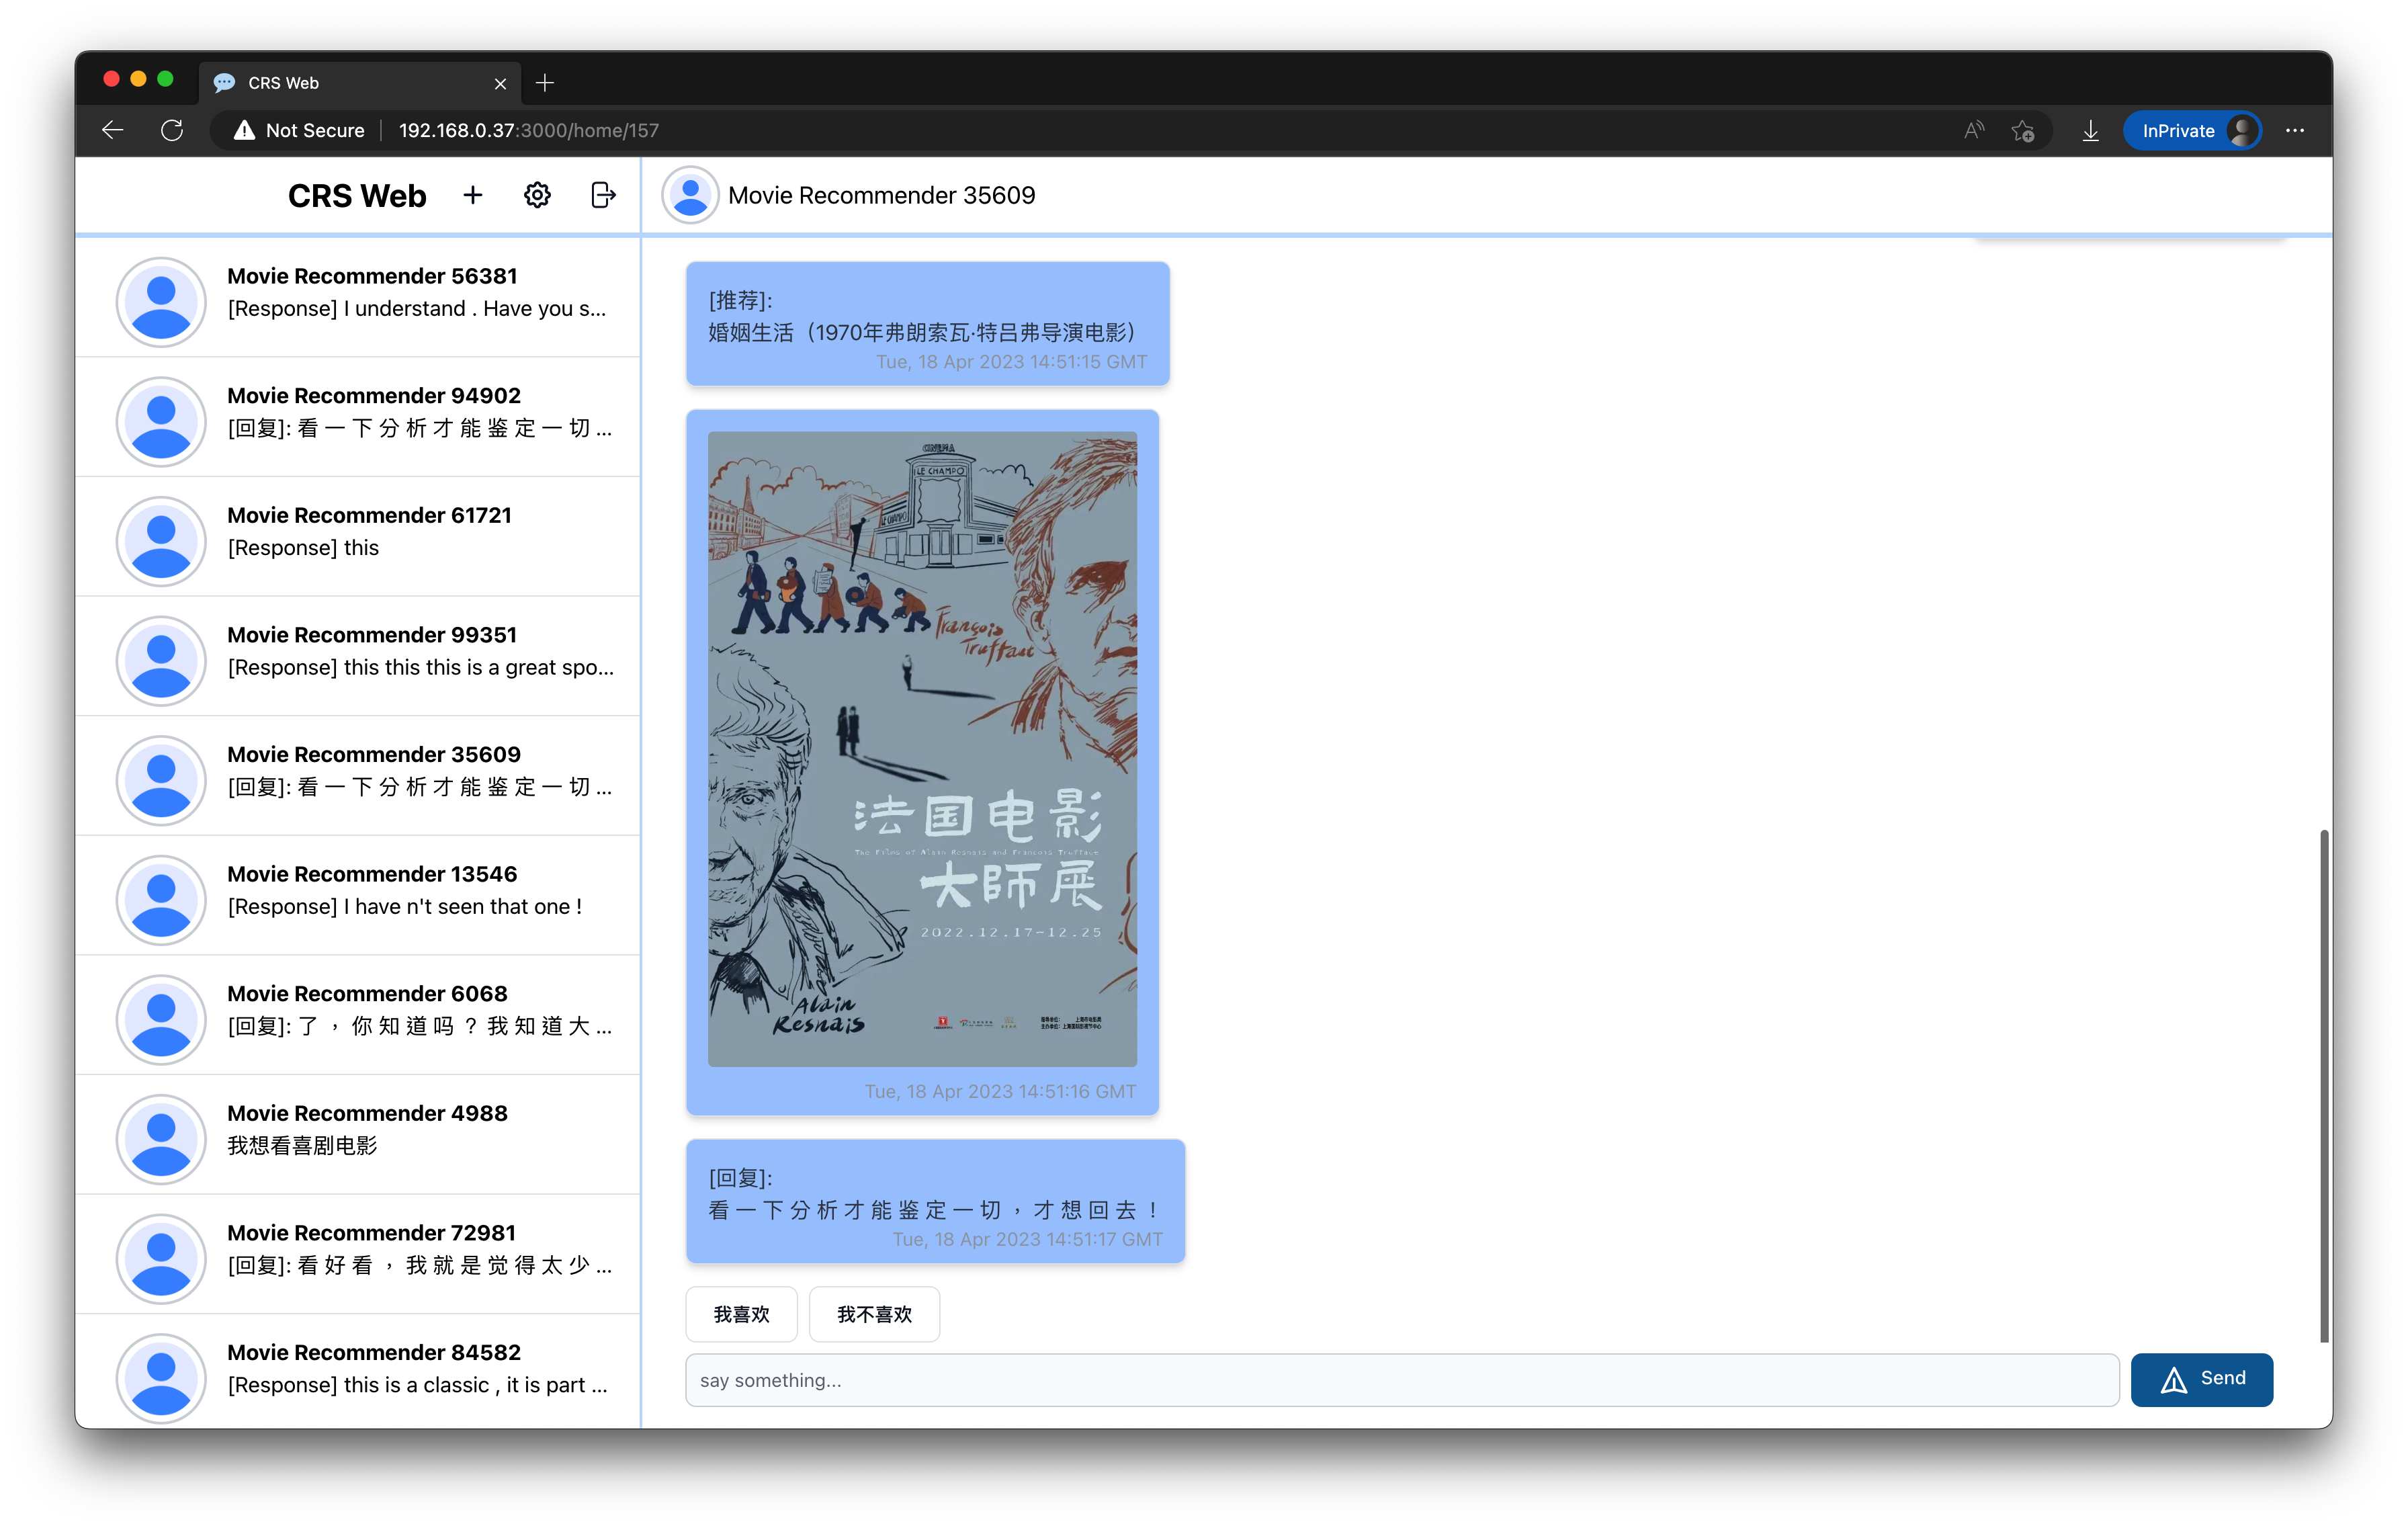 CRS Web
Not Secure
192.168.0.37:3000/home/157
InPrivate
CRS Web
Movie Recommender 56381
[Response] I understand . Have you s...
Movie Recommender 94902
[回复]: 看 一 下 分 析 才 能 鉴 定 一 切 ...
Movie Recommender 61721
[Response] this
Movie Recommender 99351
[Response] this this this is a great spo...
Movie Recommender 35609
[回复]: 看 一 下 分 析 才 能 鉴 定 一 切 ...
Movie Recommender 13546
[Response] I have n't seen that one !
Movie Recommender 6068
[回复]: 了 ， 你 知 道 吗 ？ 我 知 道 大 ...
Movie Recommender 4988
我想看喜剧电影
Movie Recommender 72981
[回复]: 看 好 看 ， 我 就 是 觉 得 太 少 ...
Movie Recommender 84582
[Response] this is a classic , it is part ...
Movie Recommender 35609
[推荐]:
婚姻生活（1970年弗朗索瓦·特吕弗导演电影）
Tue, 18 Apr 2023 14:51:15 GMT
CINEMA
LE CHAMPO
LE CHAMPO
François
Truffaut
法国电影
The Films of Alain Resnais and Francois Truffaut
大師展
2022.12.17-12.25
Alain
Resnais
Tue, 18 Apr 2023 14:51:16 GMT
[回复]:
看 一 下 分 析 才 能 鉴 定 一 切 ， 才 想 回 去 ！
Tue, 18 Apr 2023 14:51:17 GMT
我喜欢
我不喜欢
say something...
Send